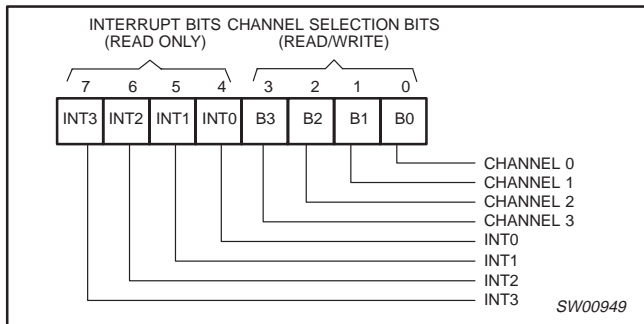 INTERRUPT BITS CHANNEL SELECTION BITS
(READ ONLY) (READ/WRITE)
7 6 5 4 3 2 1 0
INT3 INT2 INT1 INT0 B3 B2 B1 B0
CHANNEL 0
CHANNEL 1
CHANNEL 2
CHANNEL 3
INT0
INT1
INT2
INT3
SW00949